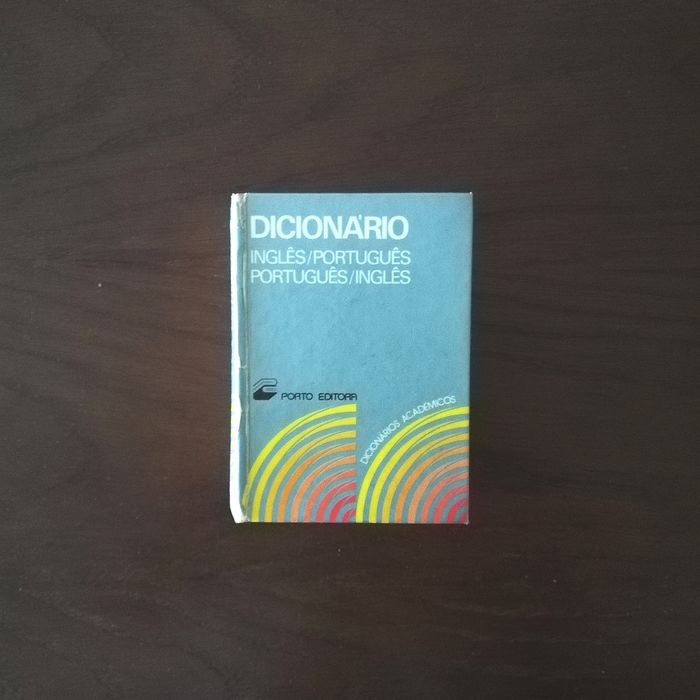 DICIONÁRIO
INGLÊS/PORTUGUÊS
PORTUGUÊS/INGLÊS
PORTO EDITORA
DICIONÁRIOS ACADÉMICOS